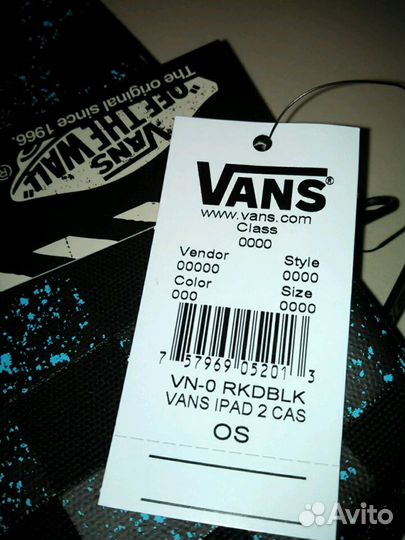 The original since 1966.
VANS
"OFF THE WALL"
®
VANS®
www.vans.com
Class
0000
Vendor Style
00000 0000
Color Size
000 0000
7 57969 05201 3
VN-0 RKDBLK
VANS IPAD 2 CAS
OS
Avito